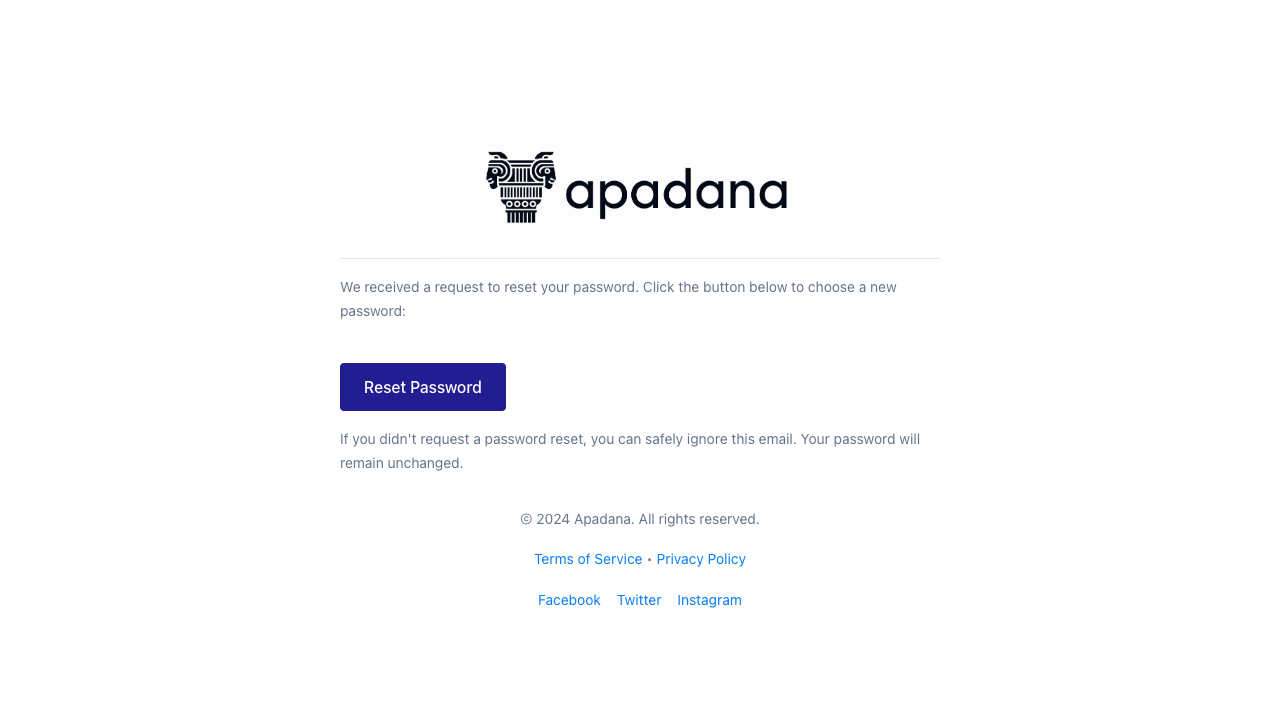 apadana
We received a request to reset your password. Click the button below to choose a new
password:
Reset Password
If you didn't request a password reset, you can safely ignore this email. Your password will
remain unchanged.
© 2024 Apadana. All rights reserved.
Terms of Service • Privacy Policy
Facebook Twitter Instagram